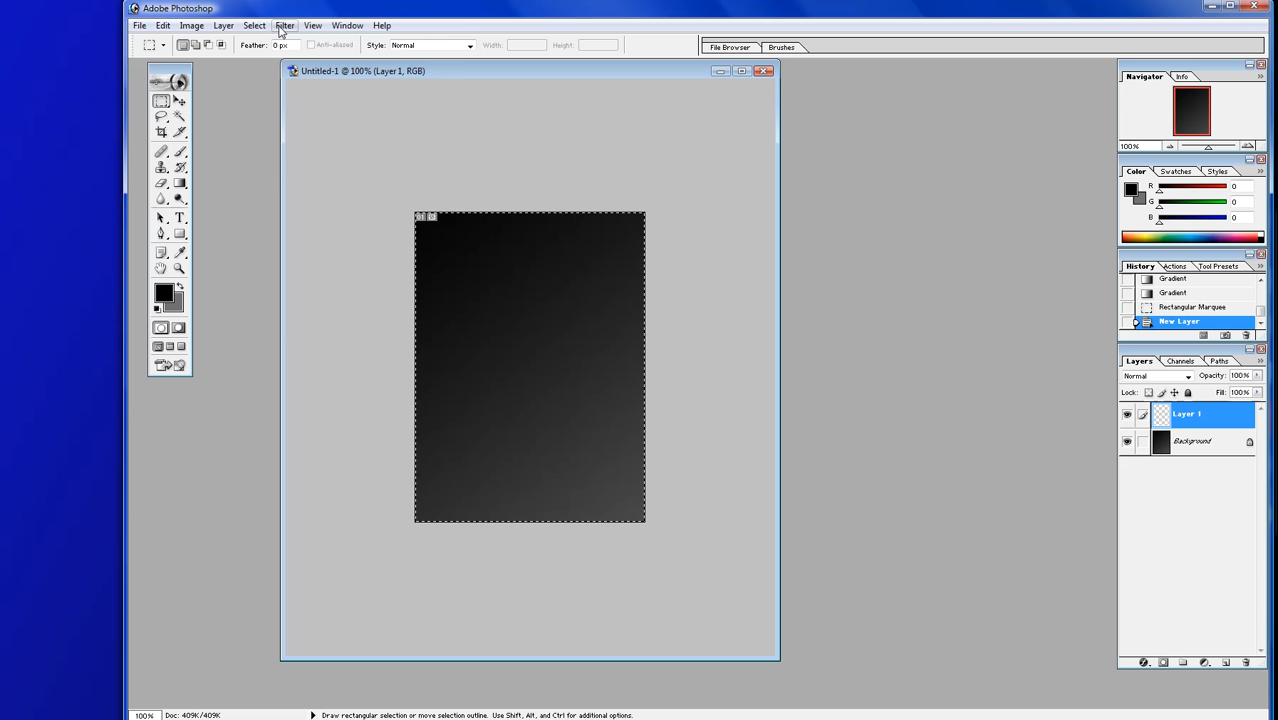 Adobe Photoshop
File Edit Image Layer Select Filter View Window Help
Feather: 0 px Anti-aliased Style: Normal Width: Height: File Browser Brushes
Untitled-1 @ 100% (Layer 1, RGB)
Navigator Info
100%
Color Swatches Styles
R 0
G 0
B 0
History Actions Tool Presets
Gradient
Gradient
Rectangular Marquee
New Layer
Layers Channels Paths
Normal Opacity: 100%
Lock: Fill: 100%
Layer 1
Background
100% Doc: 409K/409K Draw rectangular selection or move selection outline. Use Shift, Alt, and Ctrl for additional options.